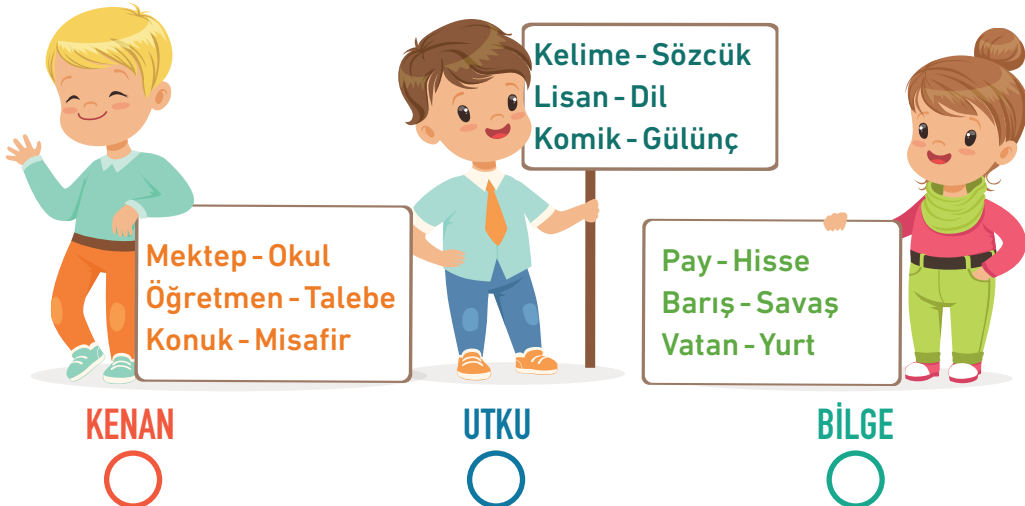 Kelime - Sözcük
Lisan - Dil
Komik - Gülünç
Mektep - Okul
Öğretmen - Talebe
Konuk - Misafir
Pay - Hisse
Barış - Savaş
Vatan - Yurt
KENAN
UTKU
BİLGE